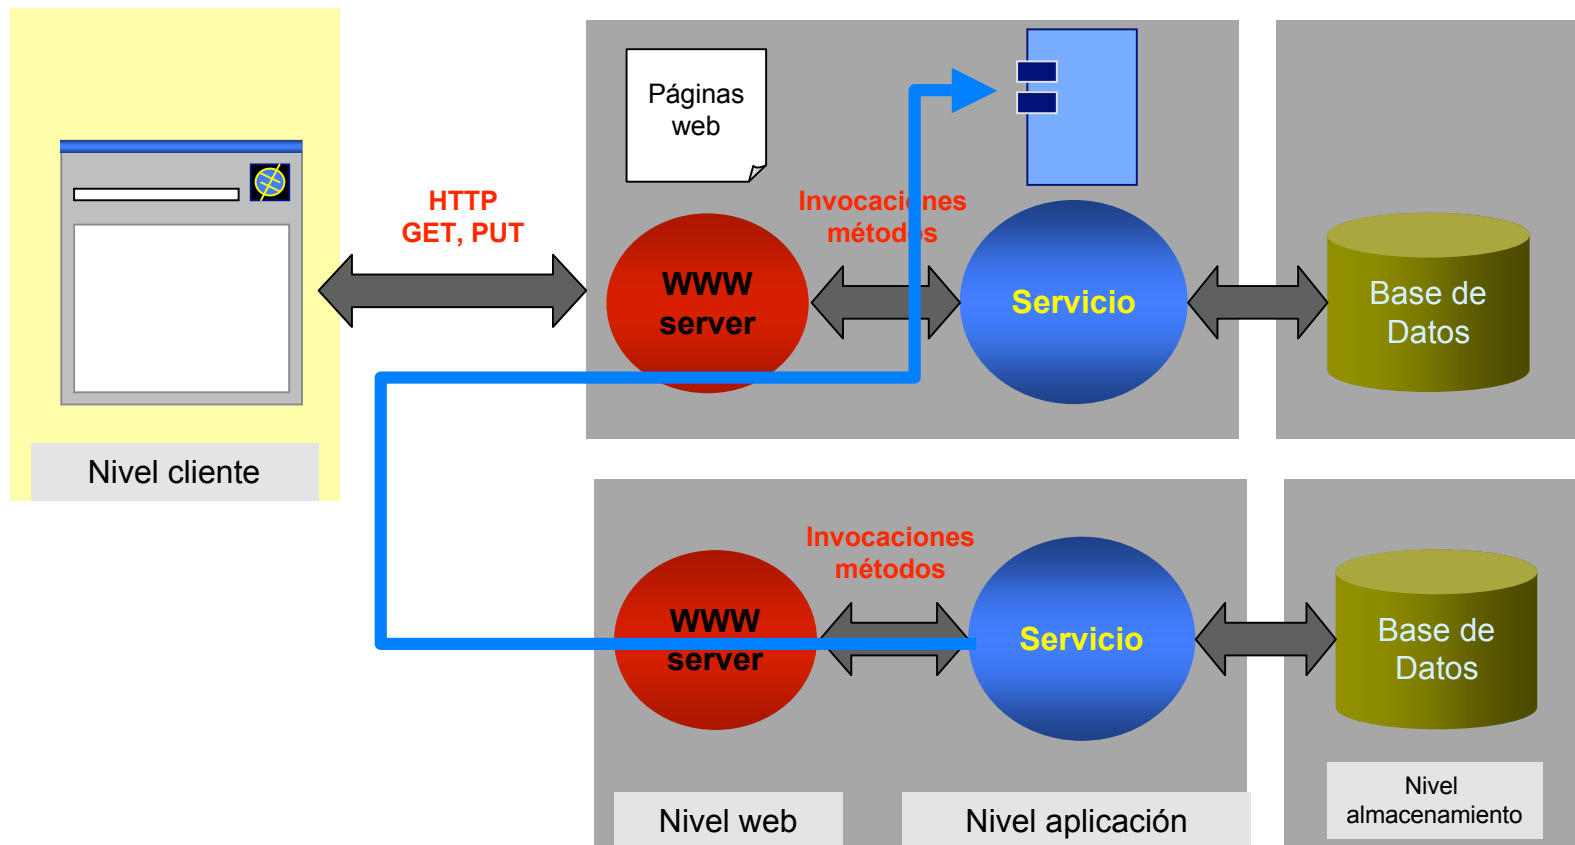 Páginas
web
HTTP
GET, PUT
Invocaciones
métodos
WWW
server
Servicio
Base de
Datos
Nivel cliente
Invocaciones
métodos
WWW
server
Servicio
Base de
Datos
Nivel web
Nivel aplicación
Nivel
almacenamiento